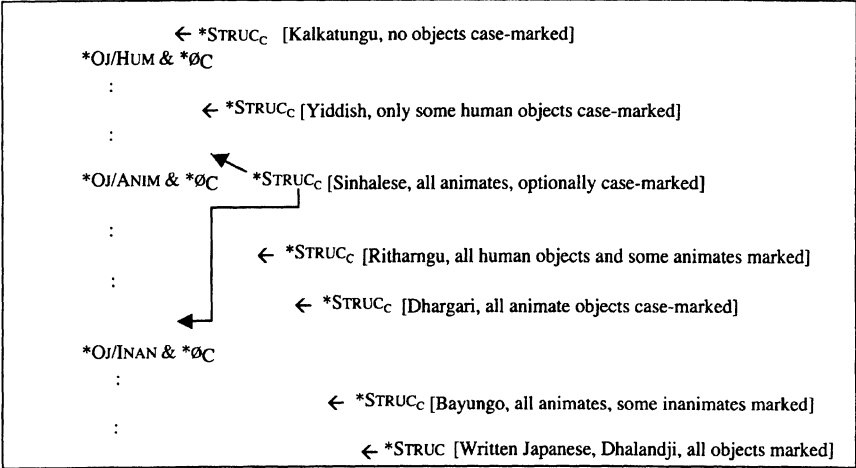 ← *STRUCC [Kalkatungu, no objects case-marked]
*OJ/HUM & *ØC
:
← *STRUCC [Yiddish, only some human objects case-marked]
:
*OJ/ANIM & *ØC *STRUCC [Sinhalese, all animates, optionally case-marked]
:
← *STRUCC [Ritharngu, all human objects and some animates marked]
:
← *STRUCC [Dhargari, all animate objects case-marked]
*OJ/INAN & *ØC
:
← *STRUCC [Bayungo, all animates, some inanimates marked]
:
← *STRUC [Written Japanese, Dhalandji, all objects marked]